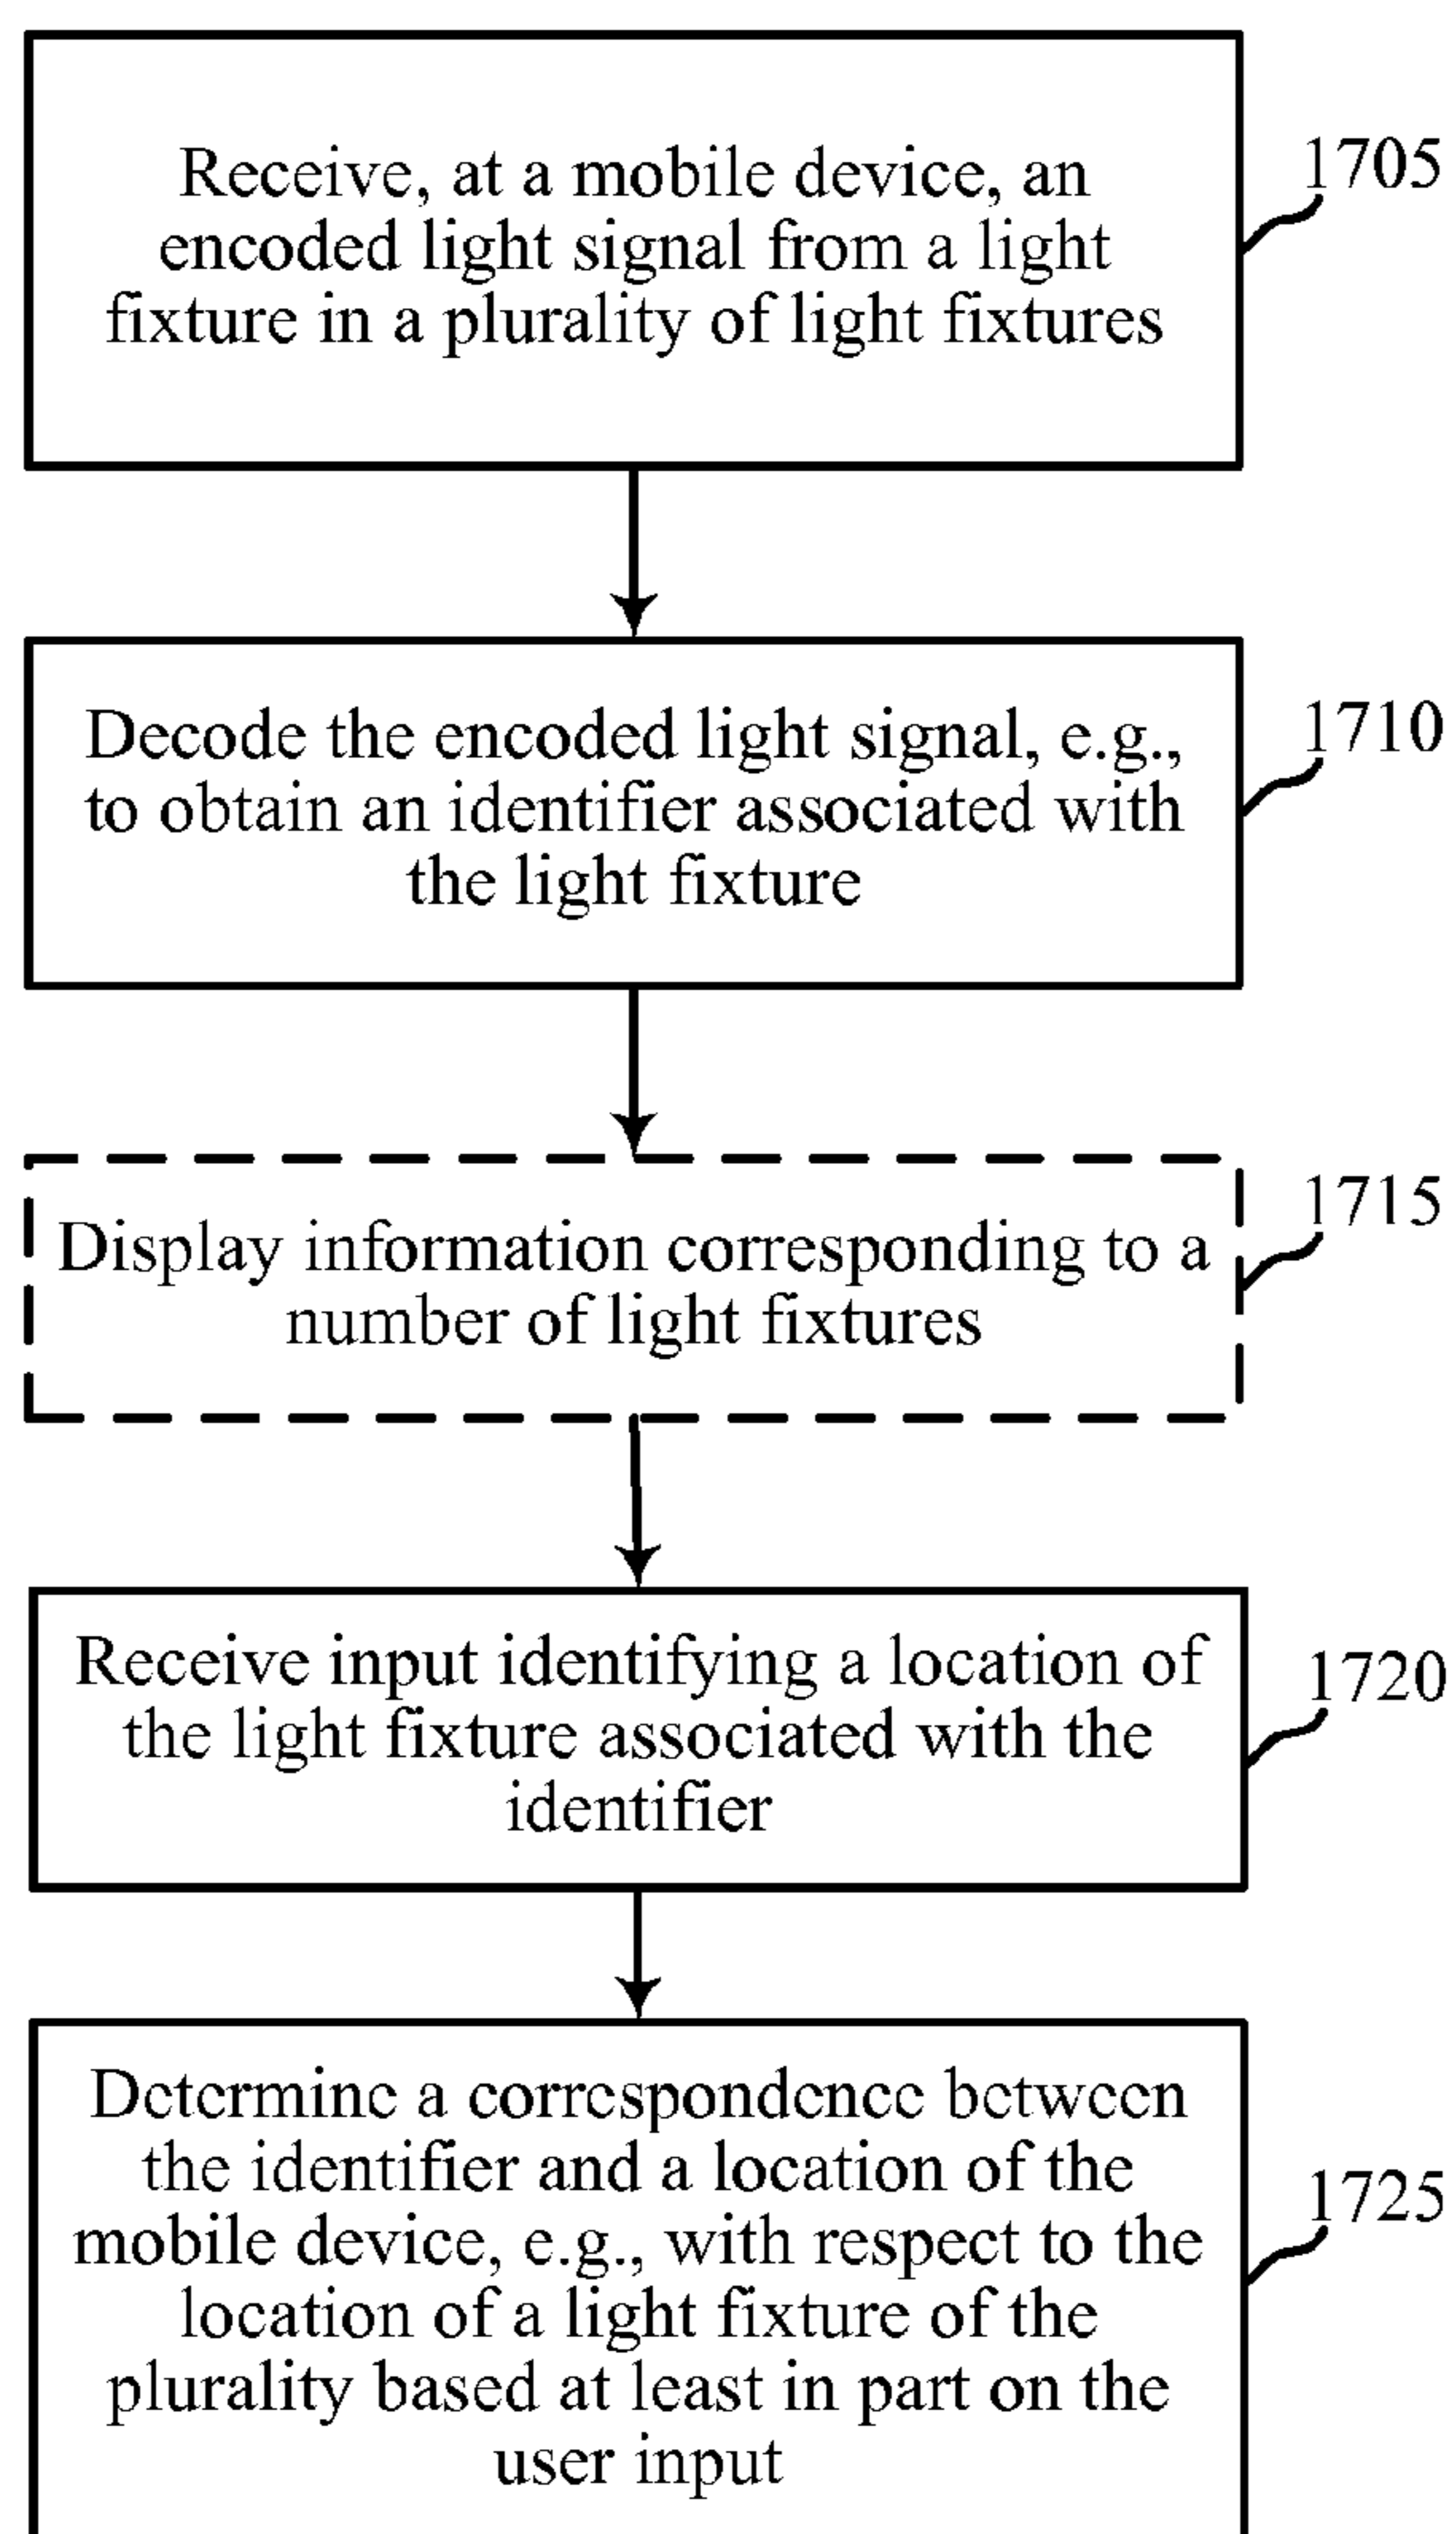 Receive, at a mobile device, an
encoded light signal from a light
fixture in a plurality of light fixtures
1705
Decode the encoded light signal, e.g.,
to obtain an identifier associated with
the light fixture
1710
Display information corresponding to a
number of light fixtures
1715
Receive input identifying a location of
the light fixture associated with the
identifier
1720
Determine a correspondence between
the identifier and a location of the
mobile device, e.g., with respect to the
location of a light fixture of the
plurality based at least in part on the
user input
1725